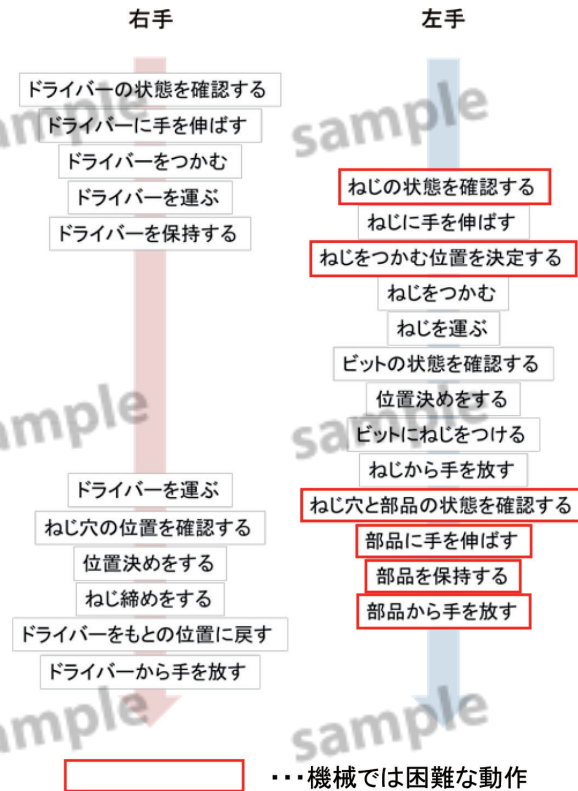 右手
左手
ドライバーの状態を確認する
ドライバーに手を伸ばす
ドライバーをつかむ
ドライバーを運ぶ
ドライバーを保持する
ねじの状態を確認する
ねじに手を伸ばす
ねじをつかむ位置を決定する
ねじをつかむ
ねじを運ぶ
ビットの状態を確認する
位置決めをする
ビットにねじをつける
ねじから手を放す
ねじ穴と部品の状態を確認する
部品に手を伸ばす
部品を保持する
部品から手を放す
ドライバーを運ぶ
ねじ穴の位置を確認する
位置決めをする
ねじ締めをする
ドライバーをもとの位置に戻す
ドライバーから手を放す
・・・機械では困難な動作
sample
sample
sample
sample
sample
sample